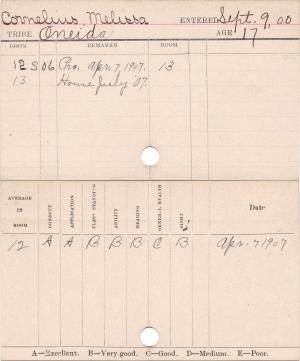 Cornelius, Melissa ENTERED Sept. 9, 00
TRIBE Oneida AGE 17
ROOM REMARKS ROOM
12 S 06 Pro. Apr. 7, 1907. 13
13 Home July '07.
AVERAGE IN ROOM CONDUCT APPLICATION CLASS STANDING ABILITY READING GENERAL HEALTH SIGHT Date
12 A A B B B C B Apr. 7 1907
A—Excellent. B—Very good. C—Good. D—Medium. E—Poor.